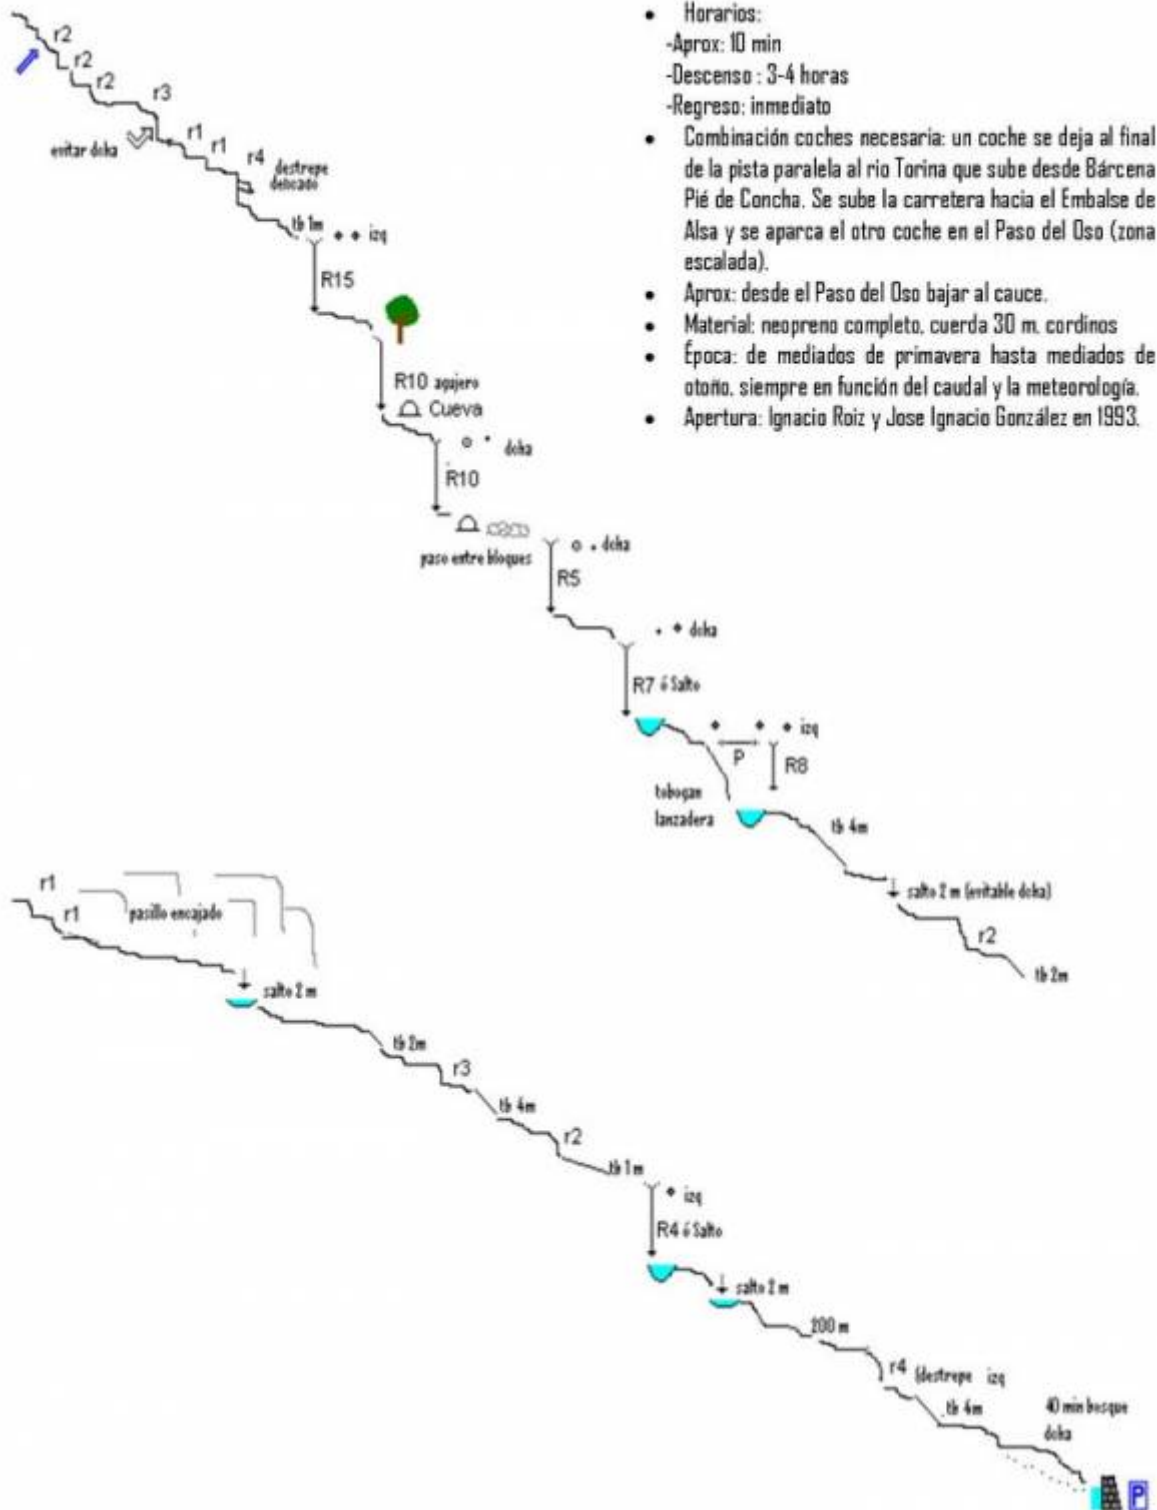 • Horarios:
-Aprox: 10 min
-Descenso : 3-4 horas
-Regreso: inmediato
• Combinación coches necesaria: un coche se deja al final
de la pista paralela al rio Torina que sube desde Bárcena
Pié de Concha. Se sube la carretera hacia el Embalse de
Alsa y se aparca el otro coche en el Paso del Oso (zona
escalada).
• Aprox: desde el Paso del Oso bajar al cauce.
• Material: neopreno completo, cuerda 30 m. cordinos
• Época: de mediados de primavera hasta mediados de
otoño, siempre en función del caudal y la meteorología.
• Apertura: Ignacio Roiz y Jose Ignacio González en 1993.
r2
r2
r2
r3
evitar dcha
r1
r1
r4
destrepe
delicado
tb 1m
izq
R15
R10 agujero
Cueva
dcha
R10
paso entre bloques
dcha
R5
dcha
R7 ó Salto
izq
P
R8
tobogan
lanzadera
tb 4m
salto 2 m (evitable dcha)
r2
tb 2m
r1
r1
pasillo encajado
salto 2 m
tb 2m
r3
tb 4m
r2
tb 1m
izq
R4 ó Salto
salto 2 m
200 m
r4 (destrepe izq
tb 4m
40 min bosque
dcha
P